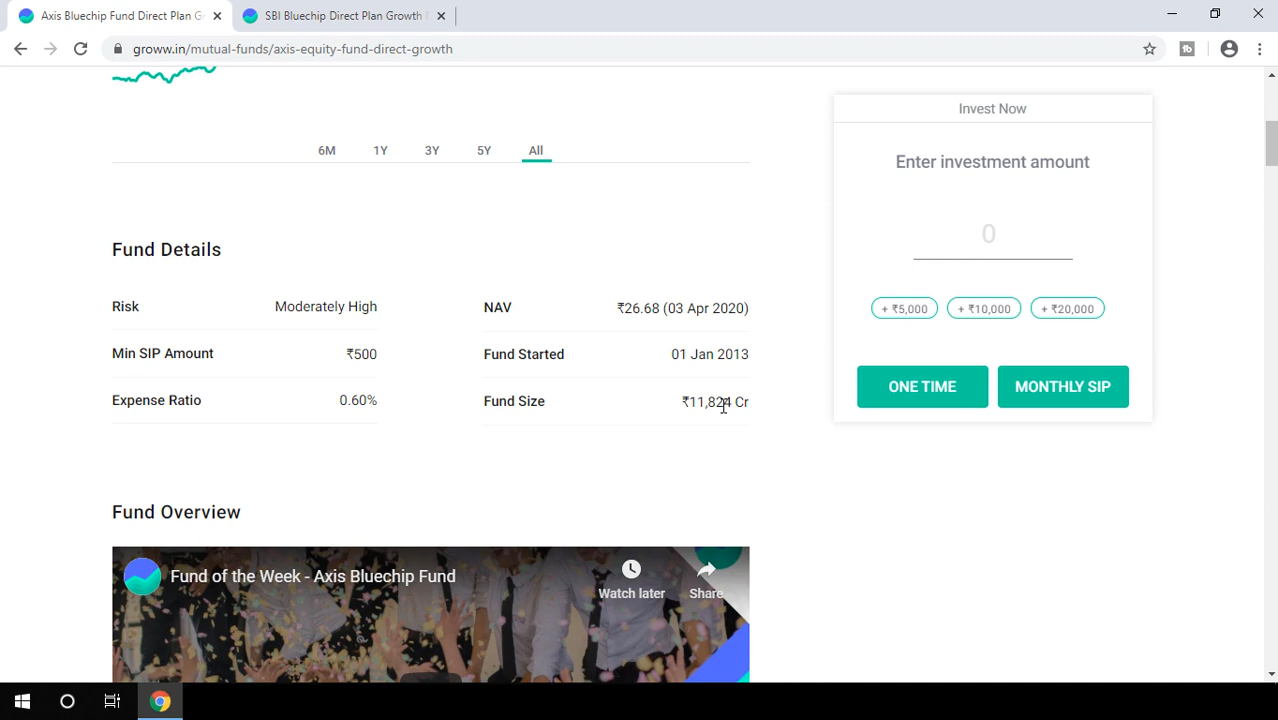 Axis Bluechip Fund Direct Plan G
SBI Bluechip Direct Plan Growth
groww.in/mutual-funds/axis-equity-fund-direct-growth
6M 1Y 3Y 5Y All
Fund Details
Risk Moderately High
NAV ₹26.68 (03 Apr 2020)
Min SIP Amount ₹500
Fund Started 01 Jan 2013
Expense Ratio 0.60%
Fund Size ₹11,824 Cr
Fund Overview
Fund of the Week - Axis Bluechip Fund
Watch later
Share
Invest Now
Enter investment amount
0
+ ₹5,000 + ₹10,000 + ₹20,000
ONE TIME MONTHLY SIP